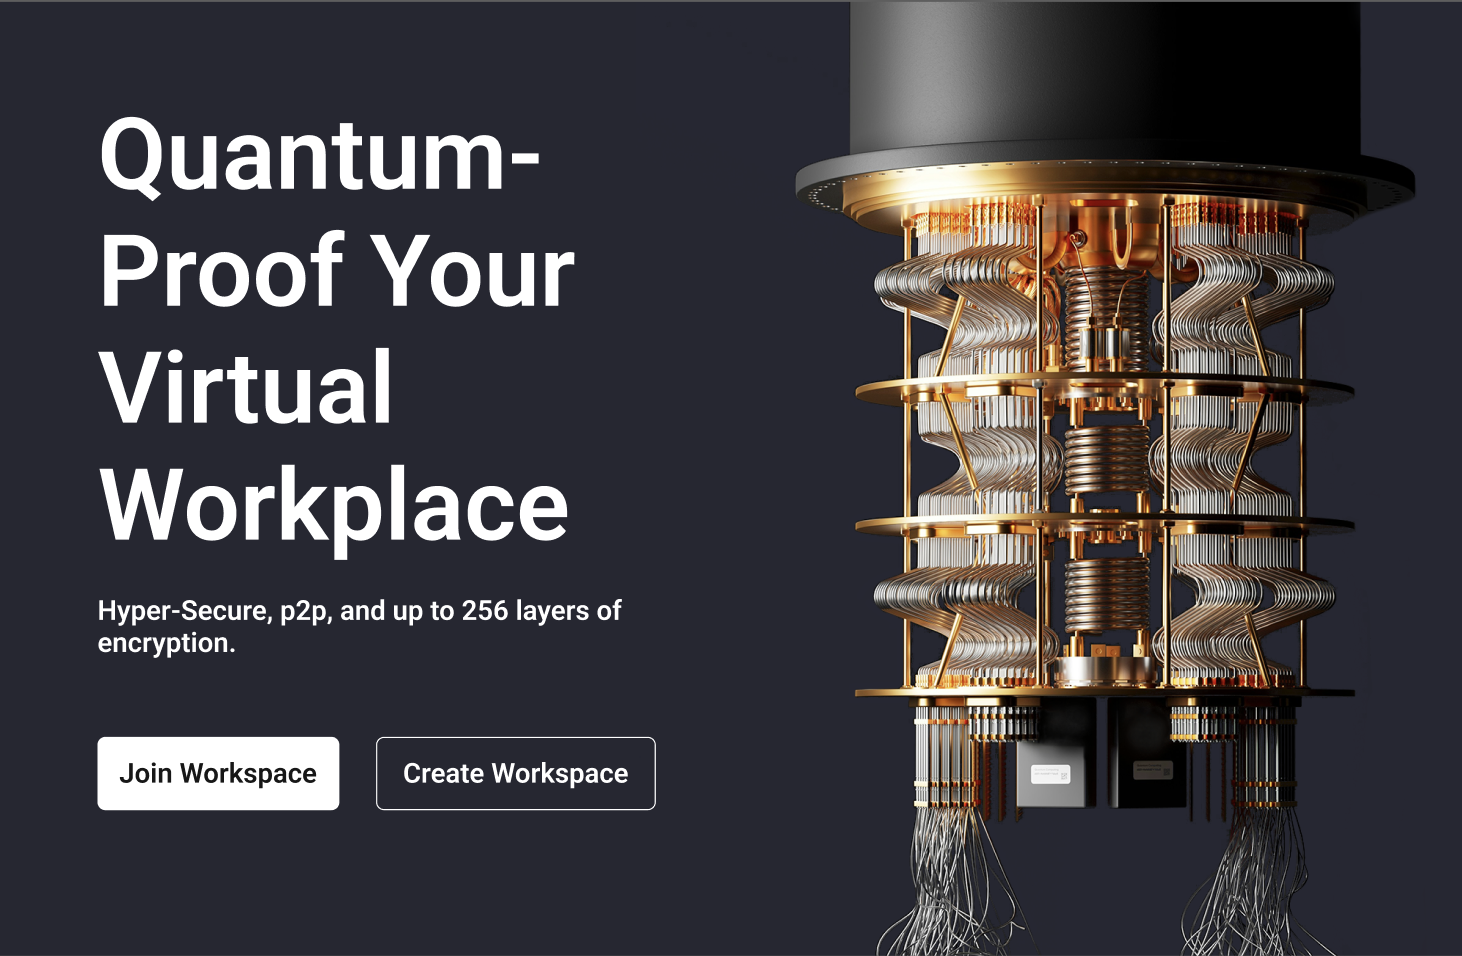 Quantum-
Proof Your
Virtual
Workplace
Hyper-Secure, p2p, and up to 256 layers of
encryption.
Join Workspace
Create Workspace